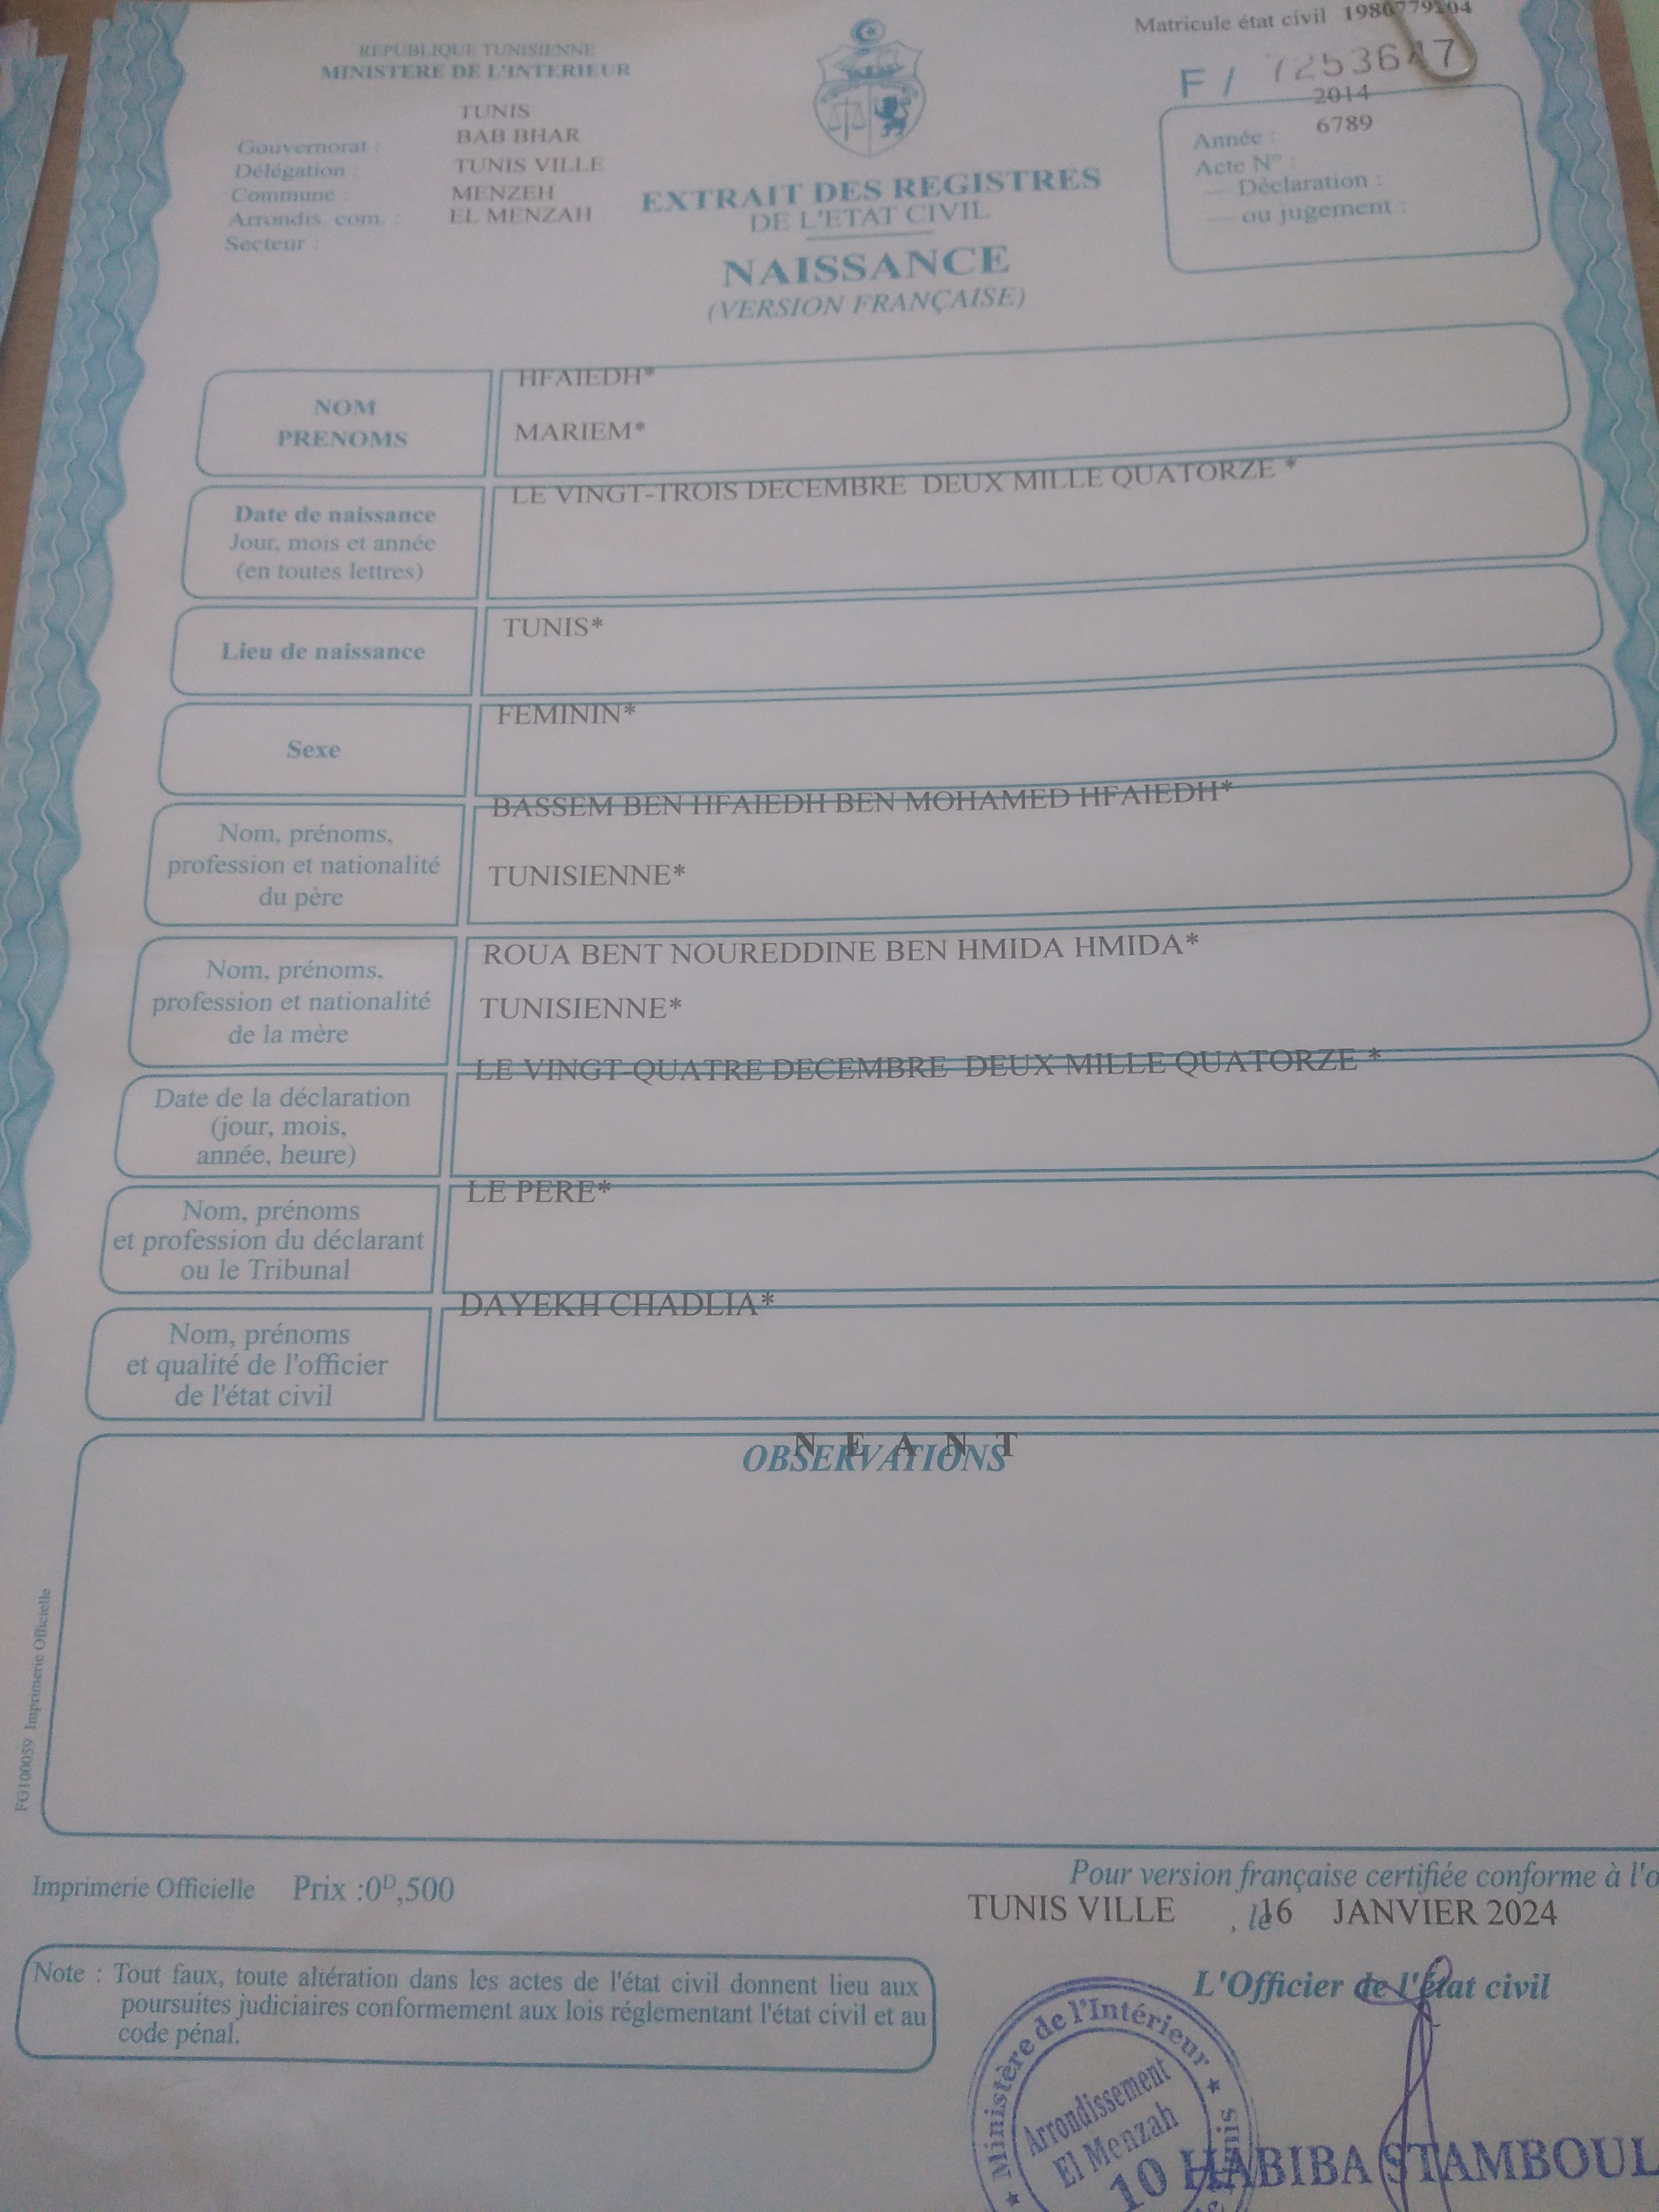 REPUBLIQUE TUNISIENNE
MINISTERE DE L'INTERIEUR
Matricule état civil
F / 7253647
TUNIS
Gouvernorat : BAB BHAR
Délégation : TUNIS VILLE
Commune : MENZEH
Arrondis. com. : EL MENZAH
Secteur :
EXTRAIT DES REGISTRES
DE L'ETAT CIVIL
NAISSANCE
(VERSION FRANÇAISE)
2014
Année : 6789
Acte N° :
Déclaration :
ou jugement :
NOM
PRENOMS
HFAIEDH*
MARIEM*
Date de naissance
Jour, mois et année
(en toutes lettres)
LE VINGT-TROIS DECEMBRE DEUX MILLE QUATORZE *
Lieu de naissance
TUNIS*
Sexe
FEMININ*
Nom, prénoms,
profession et nationalité
du père
BASSEM BEN HFAIEDH BEN MOHAMED HFAIEDH*
TUNISIENNE*
Nom, prénoms,
profession et nationalité
de la mère
ROUA BENT NOUREDDINE BEN HMIDA HMIDA*
TUNISIENNE*
Date de la déclaration
(jour, mois,
année, heure)
LE VINGT-QUATRE DECEMBRE DEUX MILLE QUATORZE *
Nom, prénoms
et profession du déclarant
ou le Tribunal
LE PERE*
Nom, prénoms
et qualité de l'officier
de l'état civil
DAYEKH CHADLIA*
N E A N T
OBSERVATIONS
FG100059 Imprimerie Officielle
Imprimerie Officielle Prix :0D,500
Pour version française certifiée conforme à l'o
TUNIS VILLE , le 16 JANVIER 2024
Note : Tout faux, toute altération dans les actes de l'état civil donnent lieu aux
poursuites judiciaires conformement aux lois réglementant l'état civil et au
code pénal.
L'Officier de l'état civil
Ministère de l'Intérieur
Arrondissement
El Menzah
10
HABIBA STAMBOUL